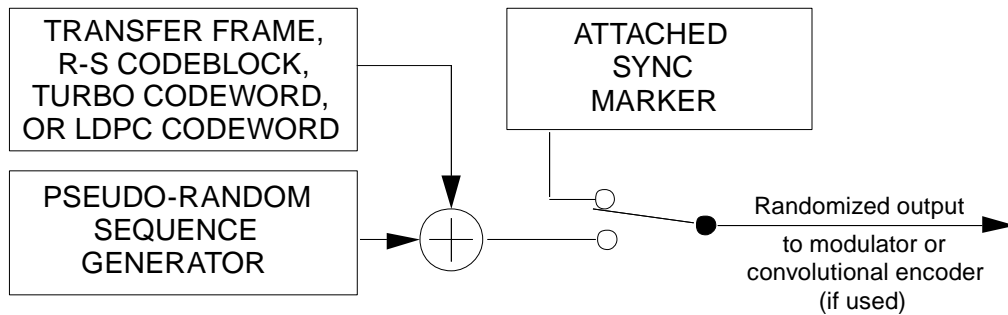 TRANSFER FRAME,
R-S CODEBLOCK,
TURBO CODEWORD,
OR LDPC CODEWORD
ATTACHED
SYNC
MARKER
PSEUDO-RANDOM
SEQUENCE
GENERATOR
Randomized output
to modulator or
convolutional encoder
(if used)